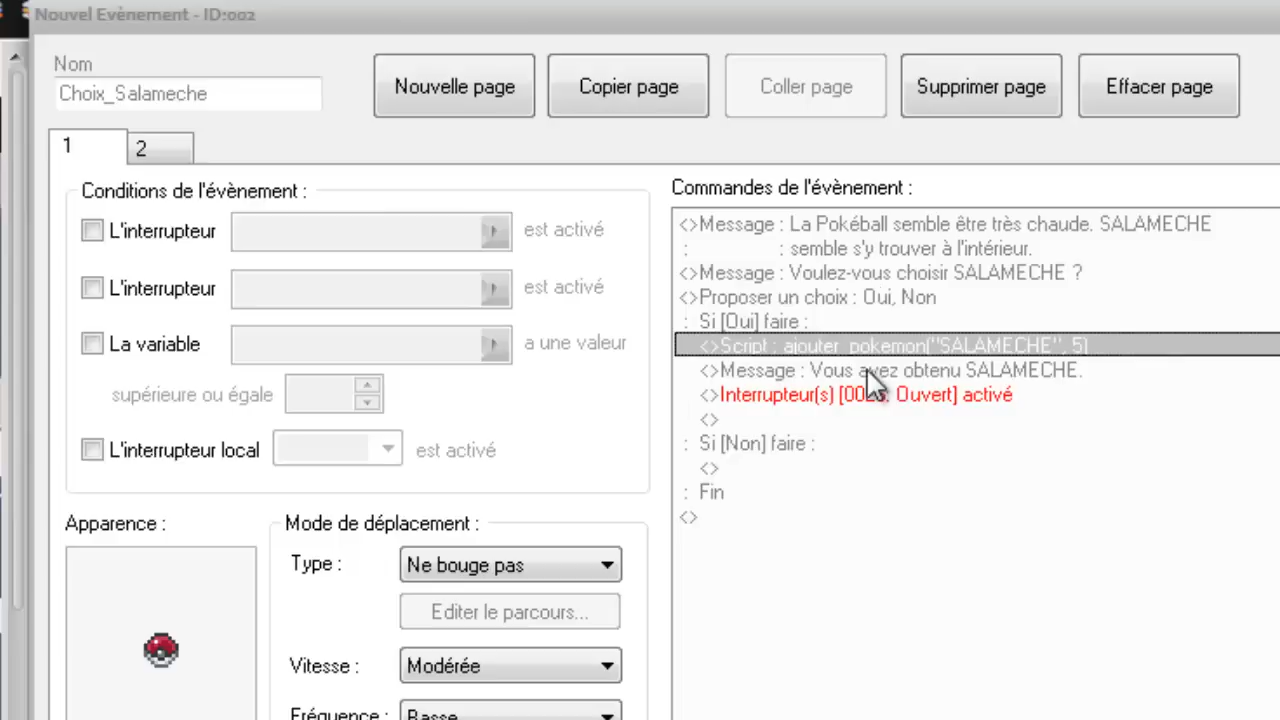 Nouvel Evènement - ID:002
Nom
Choix_Salameche
Nouvelle page
Copier page
Coller page
Supprimer page
Effacer page
1
2
Conditions de l'évènement :
L'interrupteur
est activé
L'interrupteur
est activé
La variable
a une valeur
supérieure ou égale
L'interrupteur local
est activé
Apparence :
Mode de déplacement :
Type :
Ne bouge pas
Editer le parcours...
Vitesse :
Modérée
Fréquence :
Basse
Commandes de l'évènement :
<>Message : La Pokéball semble être très chaude. SALAMECHE
: : semble s'y trouver à l'intérieur.
<>Message : Voulez-vous choisir SALAMECHE ?
<>Proposer un choix : Oui, Non
: Si [Oui] faire :
<>Script : ajouter_pokemon("SALAMECHE", 5)
<>Message : Vous avez obtenu SALAMECHE.
<>Interrupteur(s) : Ouvert] activé
<>
: Si [Non] faire :
<>
: Fin
<>